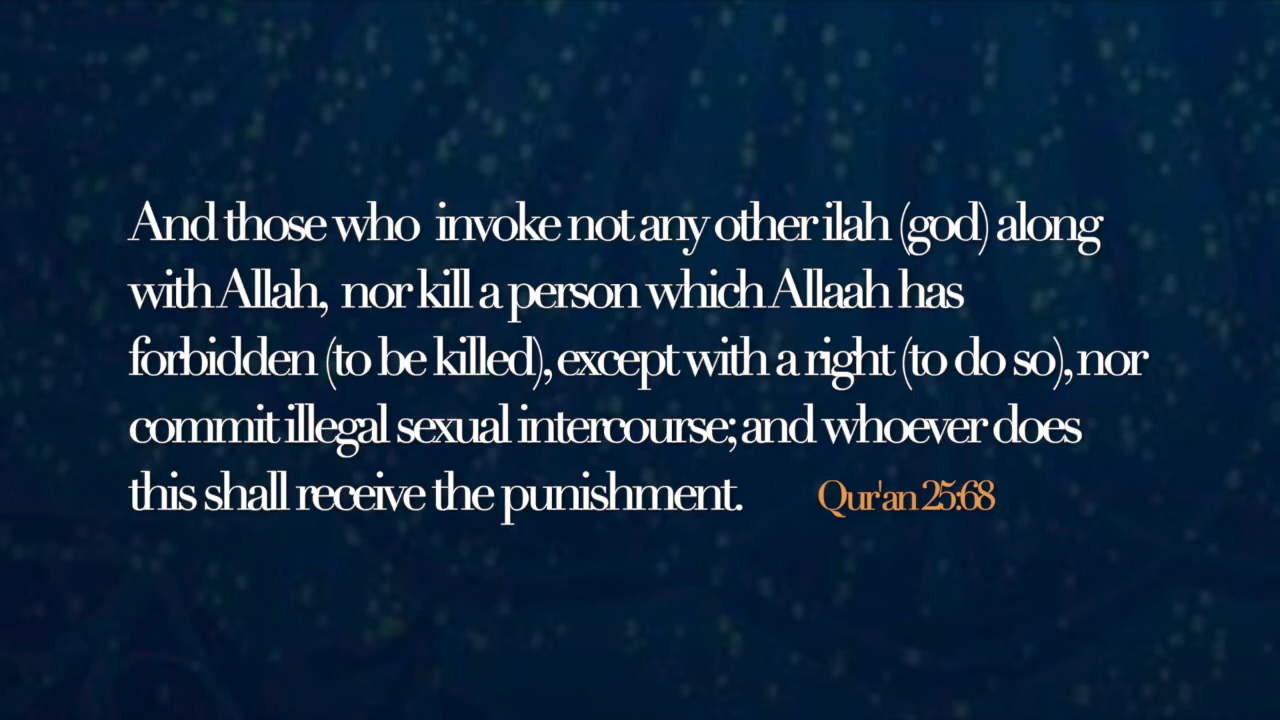 And those who invoke not any other ilah (god) along
with Allah, nor kill a person which Allaah has
forbidden (to be killed), except with a right (to do so), nor
commit illegal sexual intercourse; and whoever does
this shall receive the punishment. Qur'an 25:68